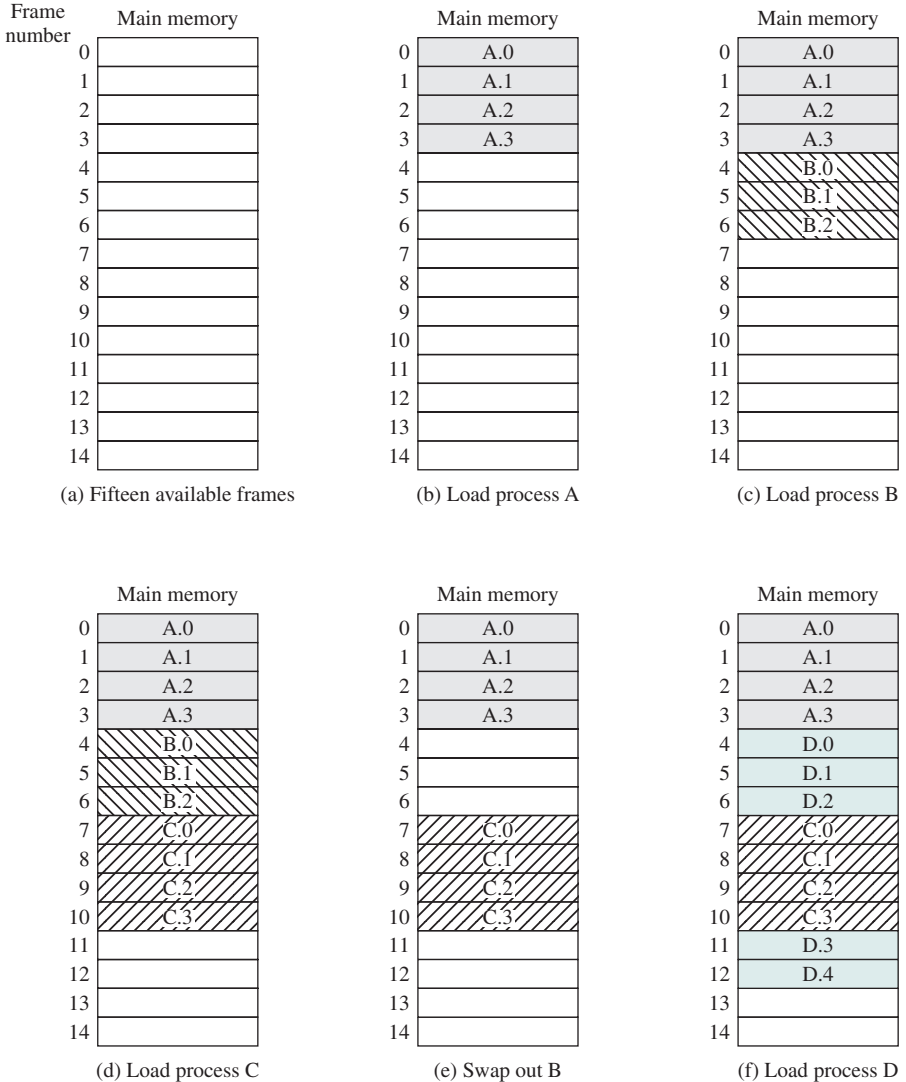 Frame
number
Main memory
0
1
2
3
4
5
6
7
8
9
10
11
12
13
14
(a) Fifteen available frames
Main memory
0 A.0
1 A.1
2 A.2
3 A.3
4
5
6
7
8
9
10
11
12
13
14
(b) Load process A
Main memory
0 A.0
1 A.1
2 A.2
3 A.3
4 B.0
5 B.1
6 B.2
7
8
9
10
11
12
13
14
(c) Load process B
Main memory
0 A.0
1 A.1
2 A.2
3 A.3
4 B.0
5 B.1
6 B.2
7 C.0
8 C.1
9 C.2
10 C.3
11
12
13
14
(d) Load process C
Main memory
0 A.0
1 A.1
2 A.2
3 A.3
4
5
6
7 C.0
8 C.1
9 C.2
10 C.3
11
12
13
14
(e) Swap out B
Main memory
0 A.0
1 A.1
2 A.2
3 A.3
4 D.0
5 D.1
6 D.2
7 C.0
8 C.1
9 C.2
10 C.3
11 D.3
12 D.4
13
14
(f) Load process D